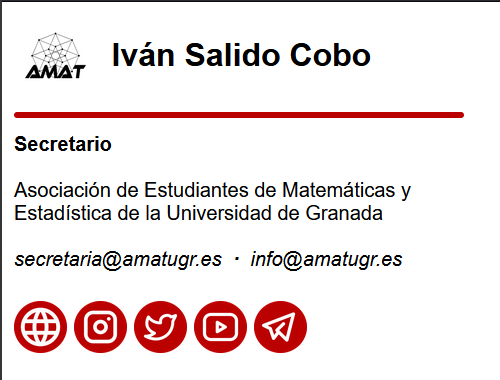 AMAT
Iván Salido Cobo
Secretario
Asociación de Estudiantes de Matemáticas y
Estadística de la Universidad de Granada
secretaria@amatugr.es · info@amatugr.es